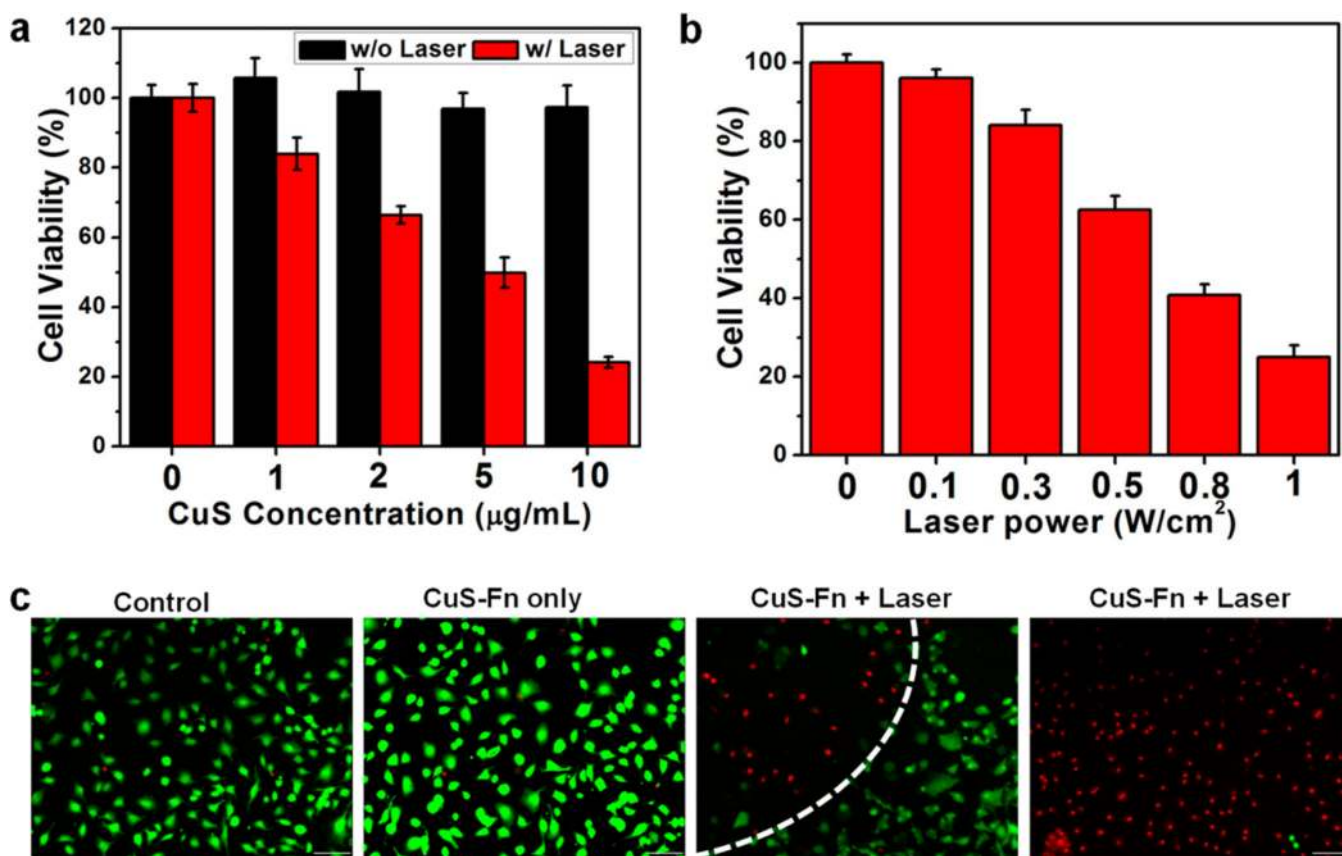 a
120
100
80
60
40
20
0
Cell Viability (%)
w/o Laser w/ Laser
0 1 2 5 10
CuS Concentration (μg/mL)
b
100
80
60
40
20
0
Cell Viability (%)
0 0.1 0.3 0.5 0.8 1
Laser power (W/cm²)
c
Control CuS-Fn only CuS-Fn + Laser CuS-Fn + Laser